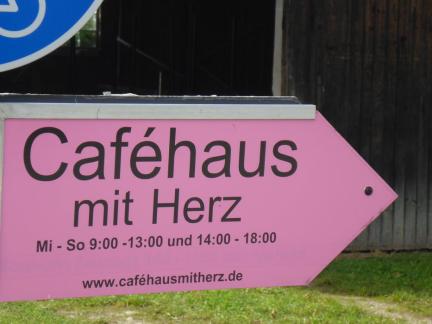 Caféhaus
mit Herz
Mi - So 9:00 -13:00 und 14:00 - 18:00
www.caféhausmitherz.de